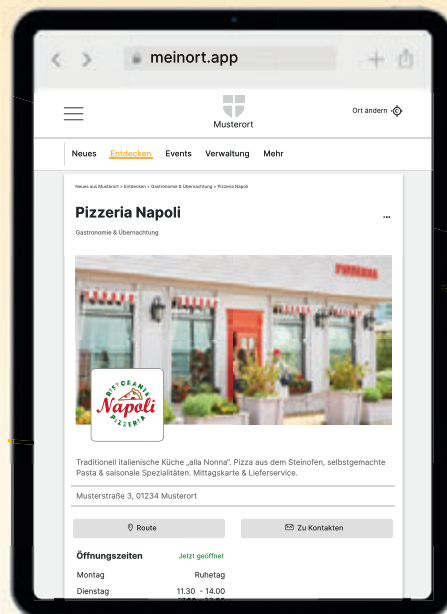 meinort.app
Musterort
Ort ändern
Neues Entdecken Events Verwaltung Mehr
Neues aus Musterort > Entdecken > Gastronomie & Übernachtung > Pizzeria Napoli
Pizzeria Napoli
...
Gastronomie & Übernachtung
PIZZERIA
RISTORANTE
Napoli
PIZZERIA
Traditionell italienische Küche „alla Nonna“. Pizza aus dem Steinofen, selbstgemachte
Pasta & saisonale Spezialitäten. Mittagskarte & Lieferservice.
Musterstraße 3, 01234 Musterort
Route
Zu Kontakten
Öffnungszeiten Jetzt geöffnet
Montag Ruhetag
Dienstag 11.30 - 14.00